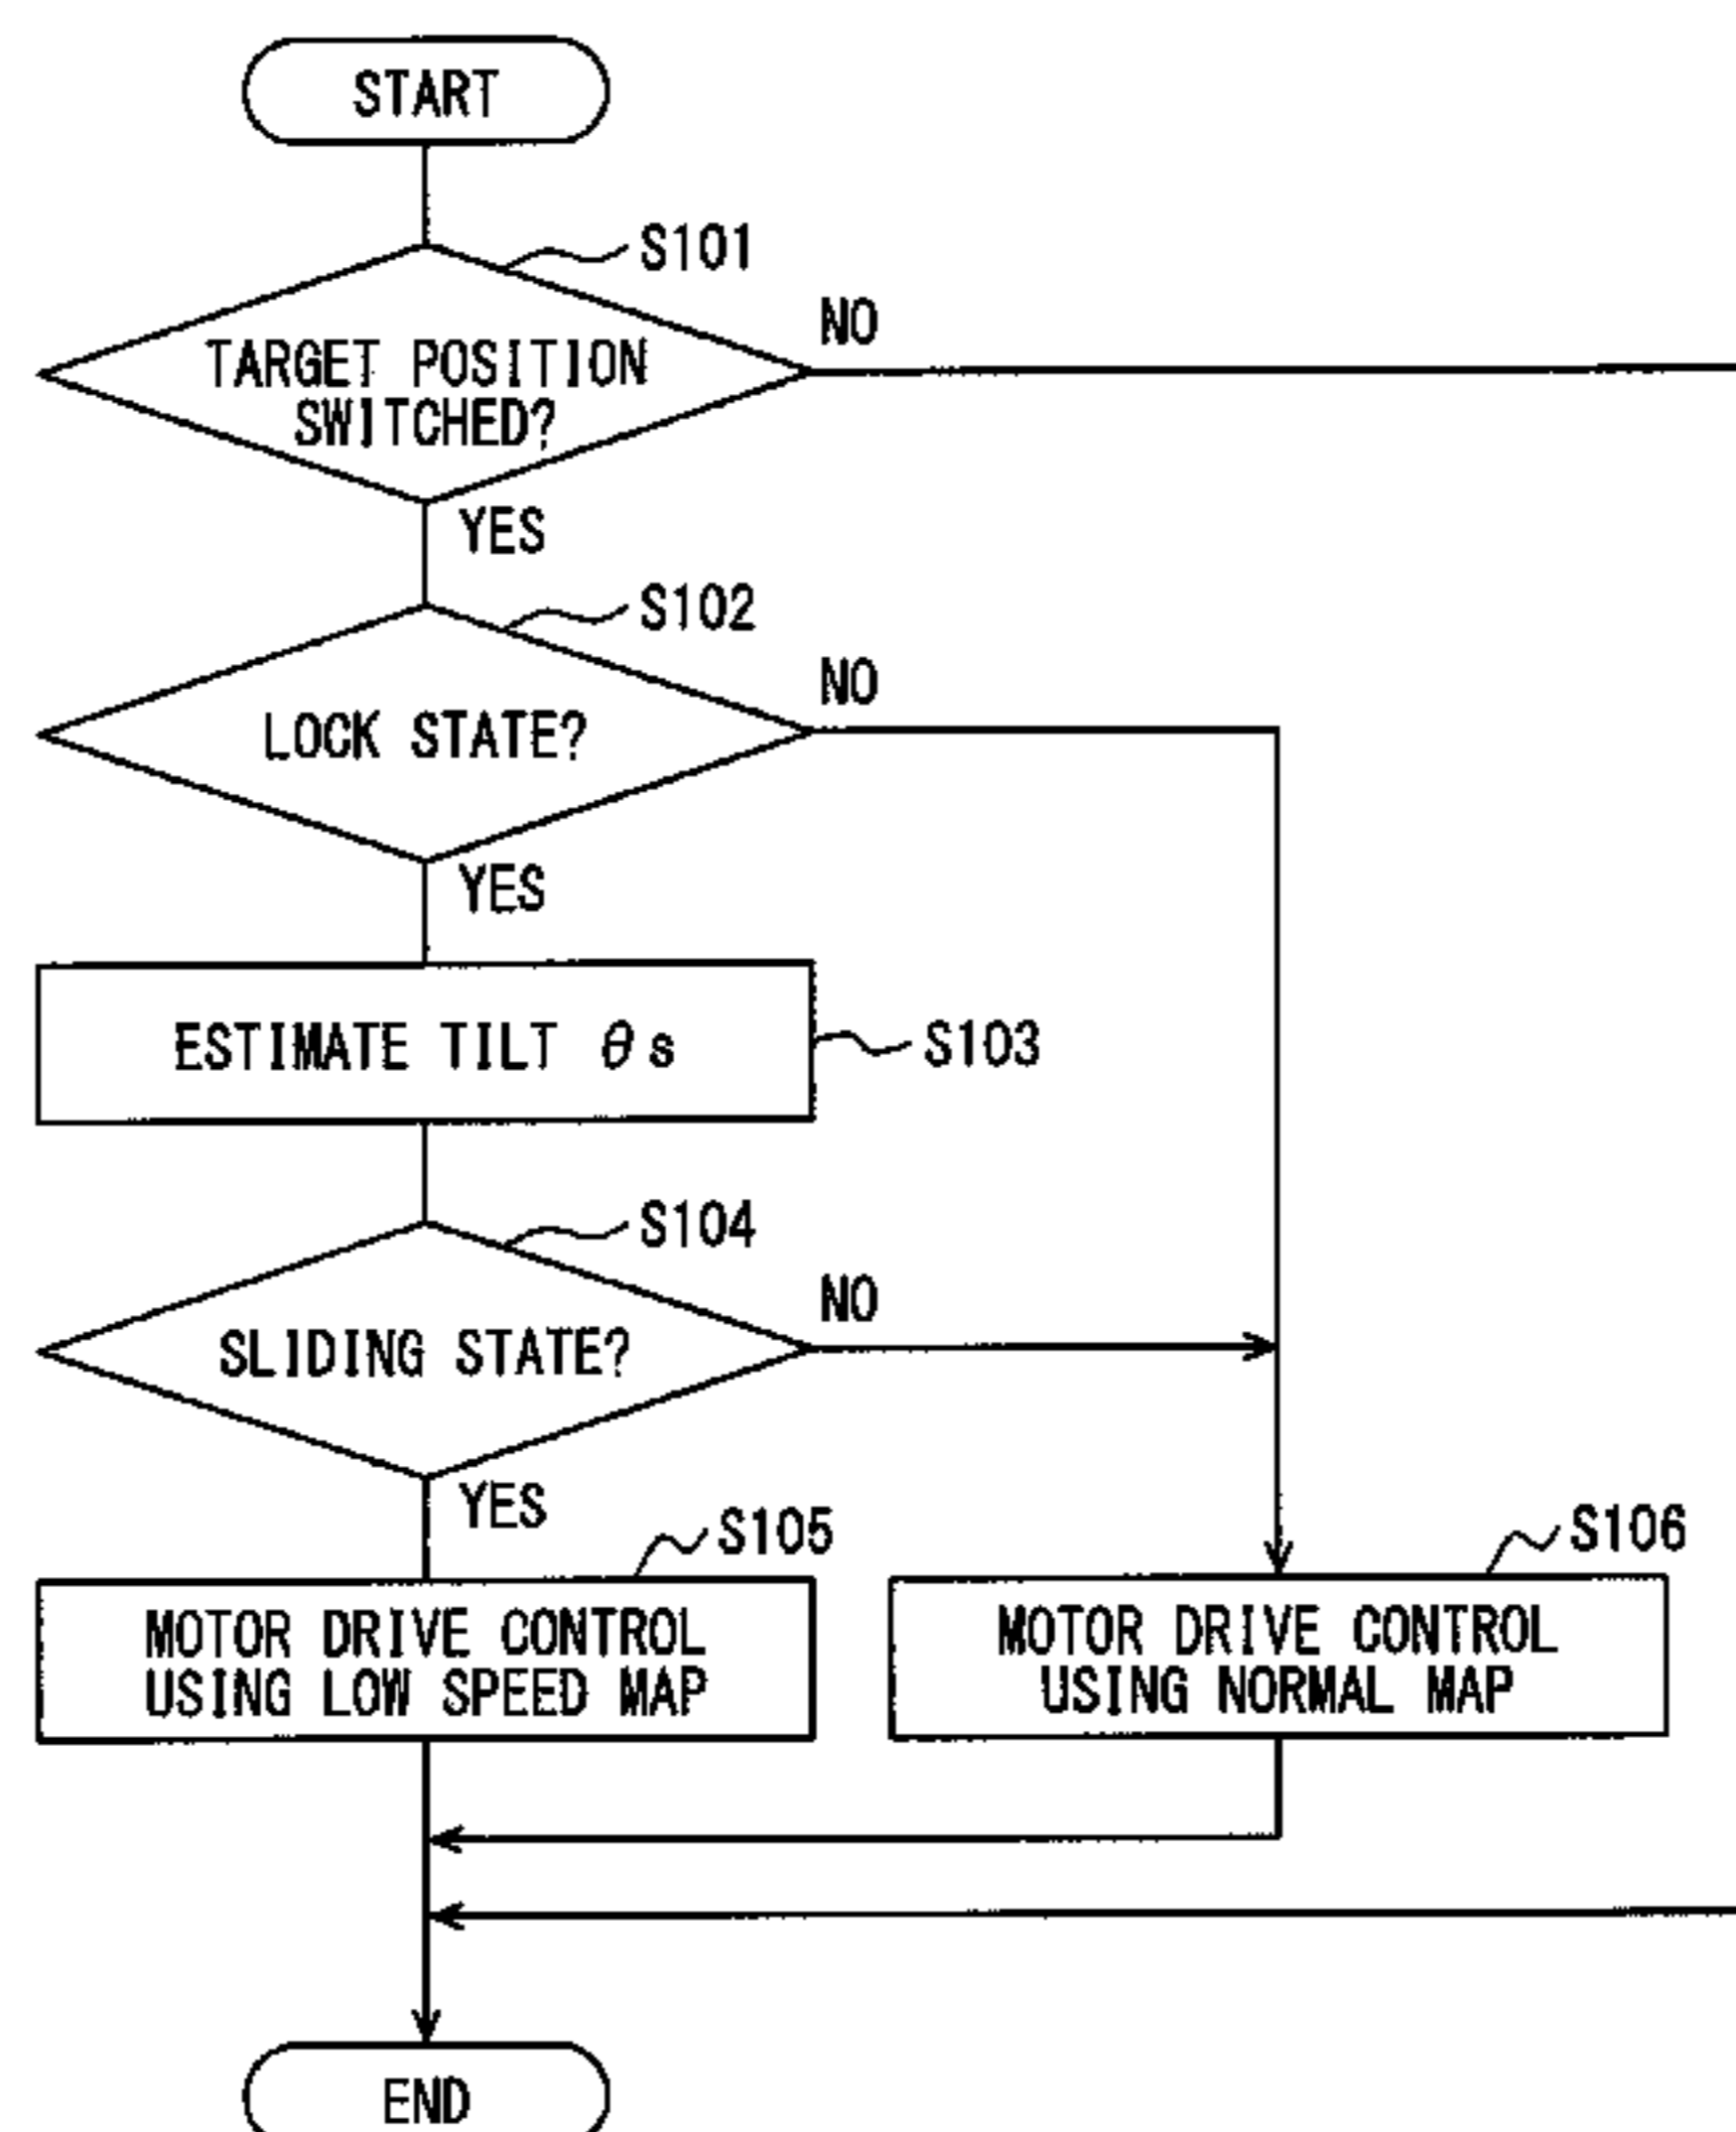 START
S101
NO
TARGET POSITION
SWITCHED?
YES
S102
NO
LOCK STATE?
YES
ESTIMATE TILT θs
S103
S104
NO
SLIDING STATE?
YES
S105
S106
MOTOR DRIVE CONTROL
USING LOW SPEED MAP
MOTOR DRIVE CONTROL
USING NORMAL MAP
END